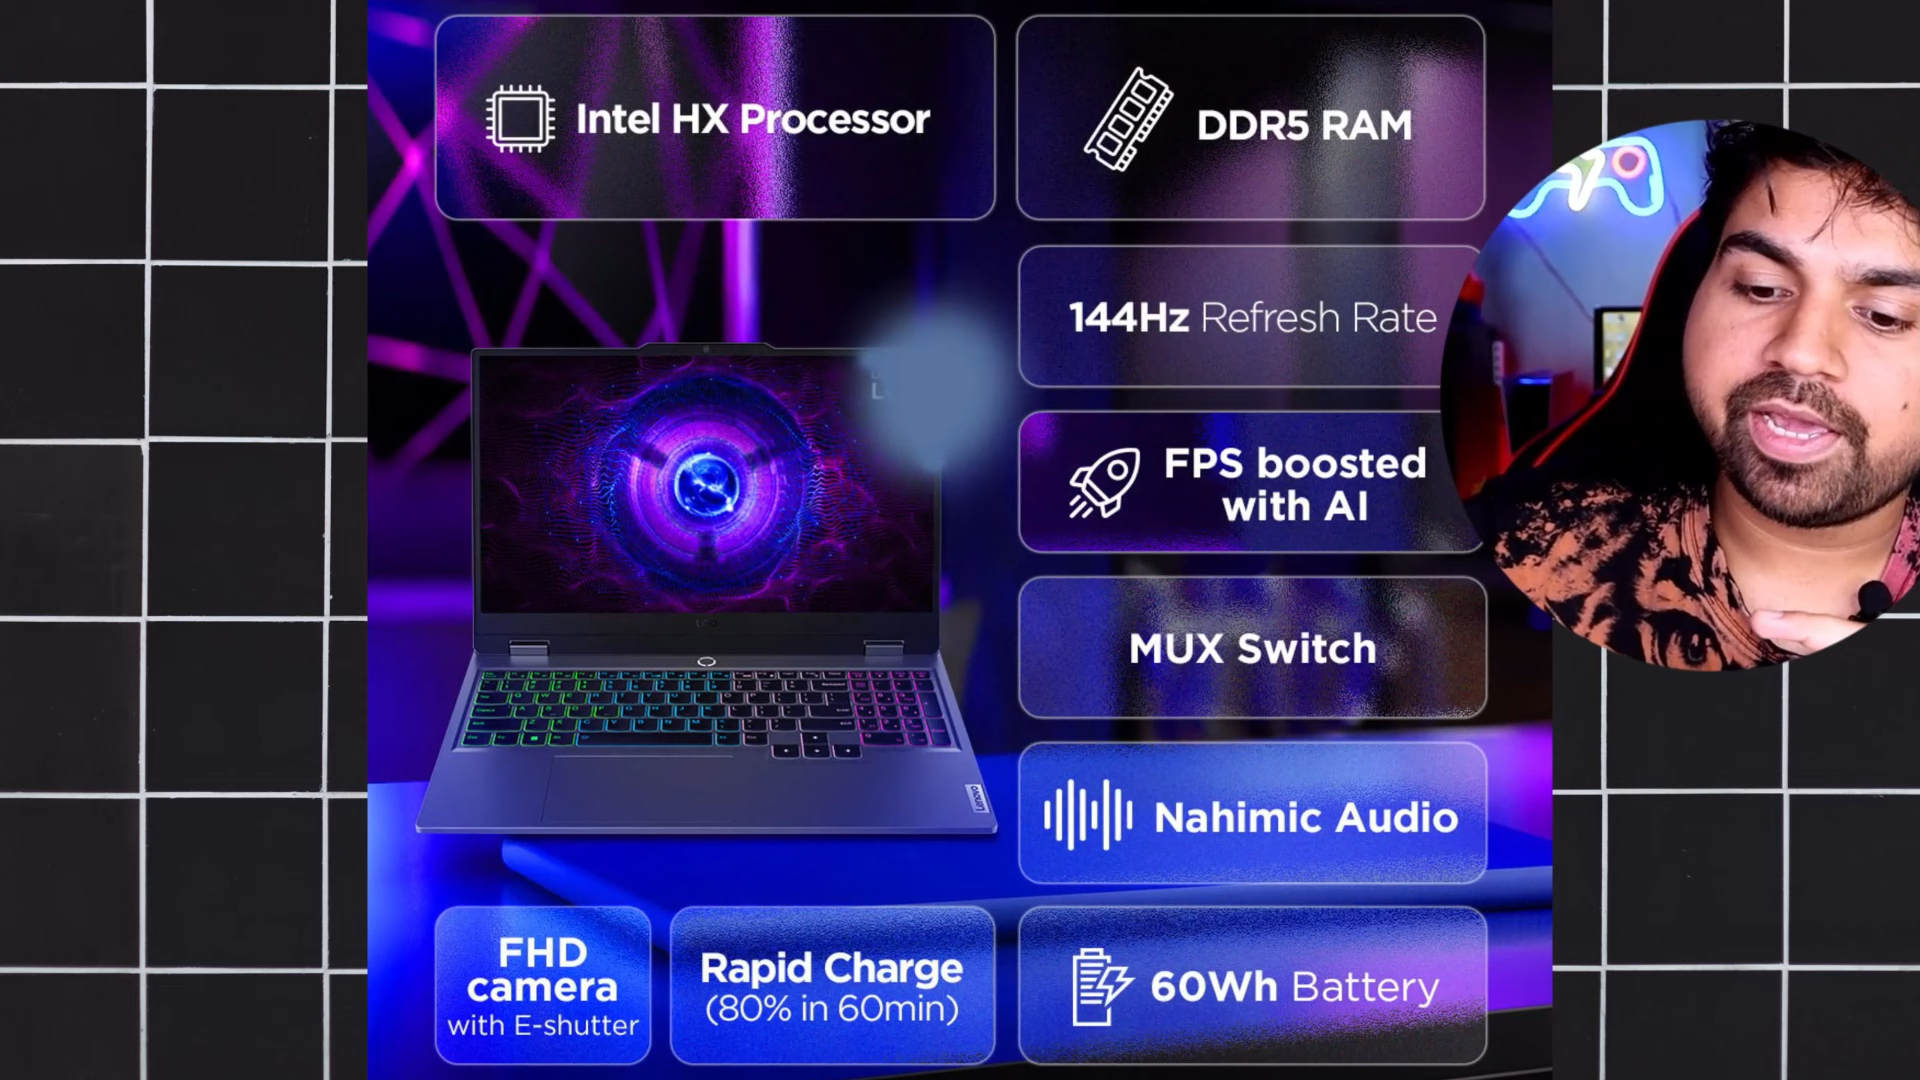 Intel HX Processor
DDR5 RAM
144Hz Refresh Rate
FPS boosted
with AI
MUX Switch
Nahimic Audio
FHD
camera
with E-shutter
Rapid Charge
(80% in 60min)
60Wh Battery
Lenovo